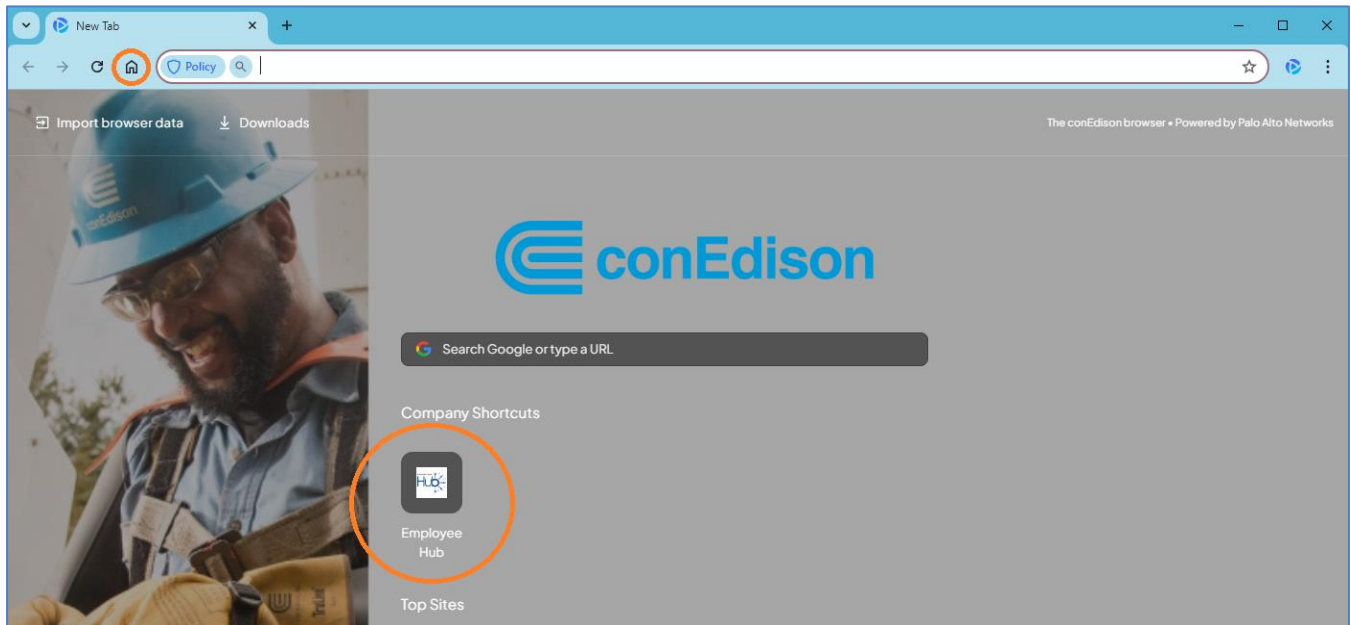 New Tab
Policy
Import browser data
Downloads
The conEdison browser • Powered by Palo Alto Networks
conEdison
conEdison
Search Google or type a URL
Company Shortcuts
HUb
Employee
Hub
Top Sites